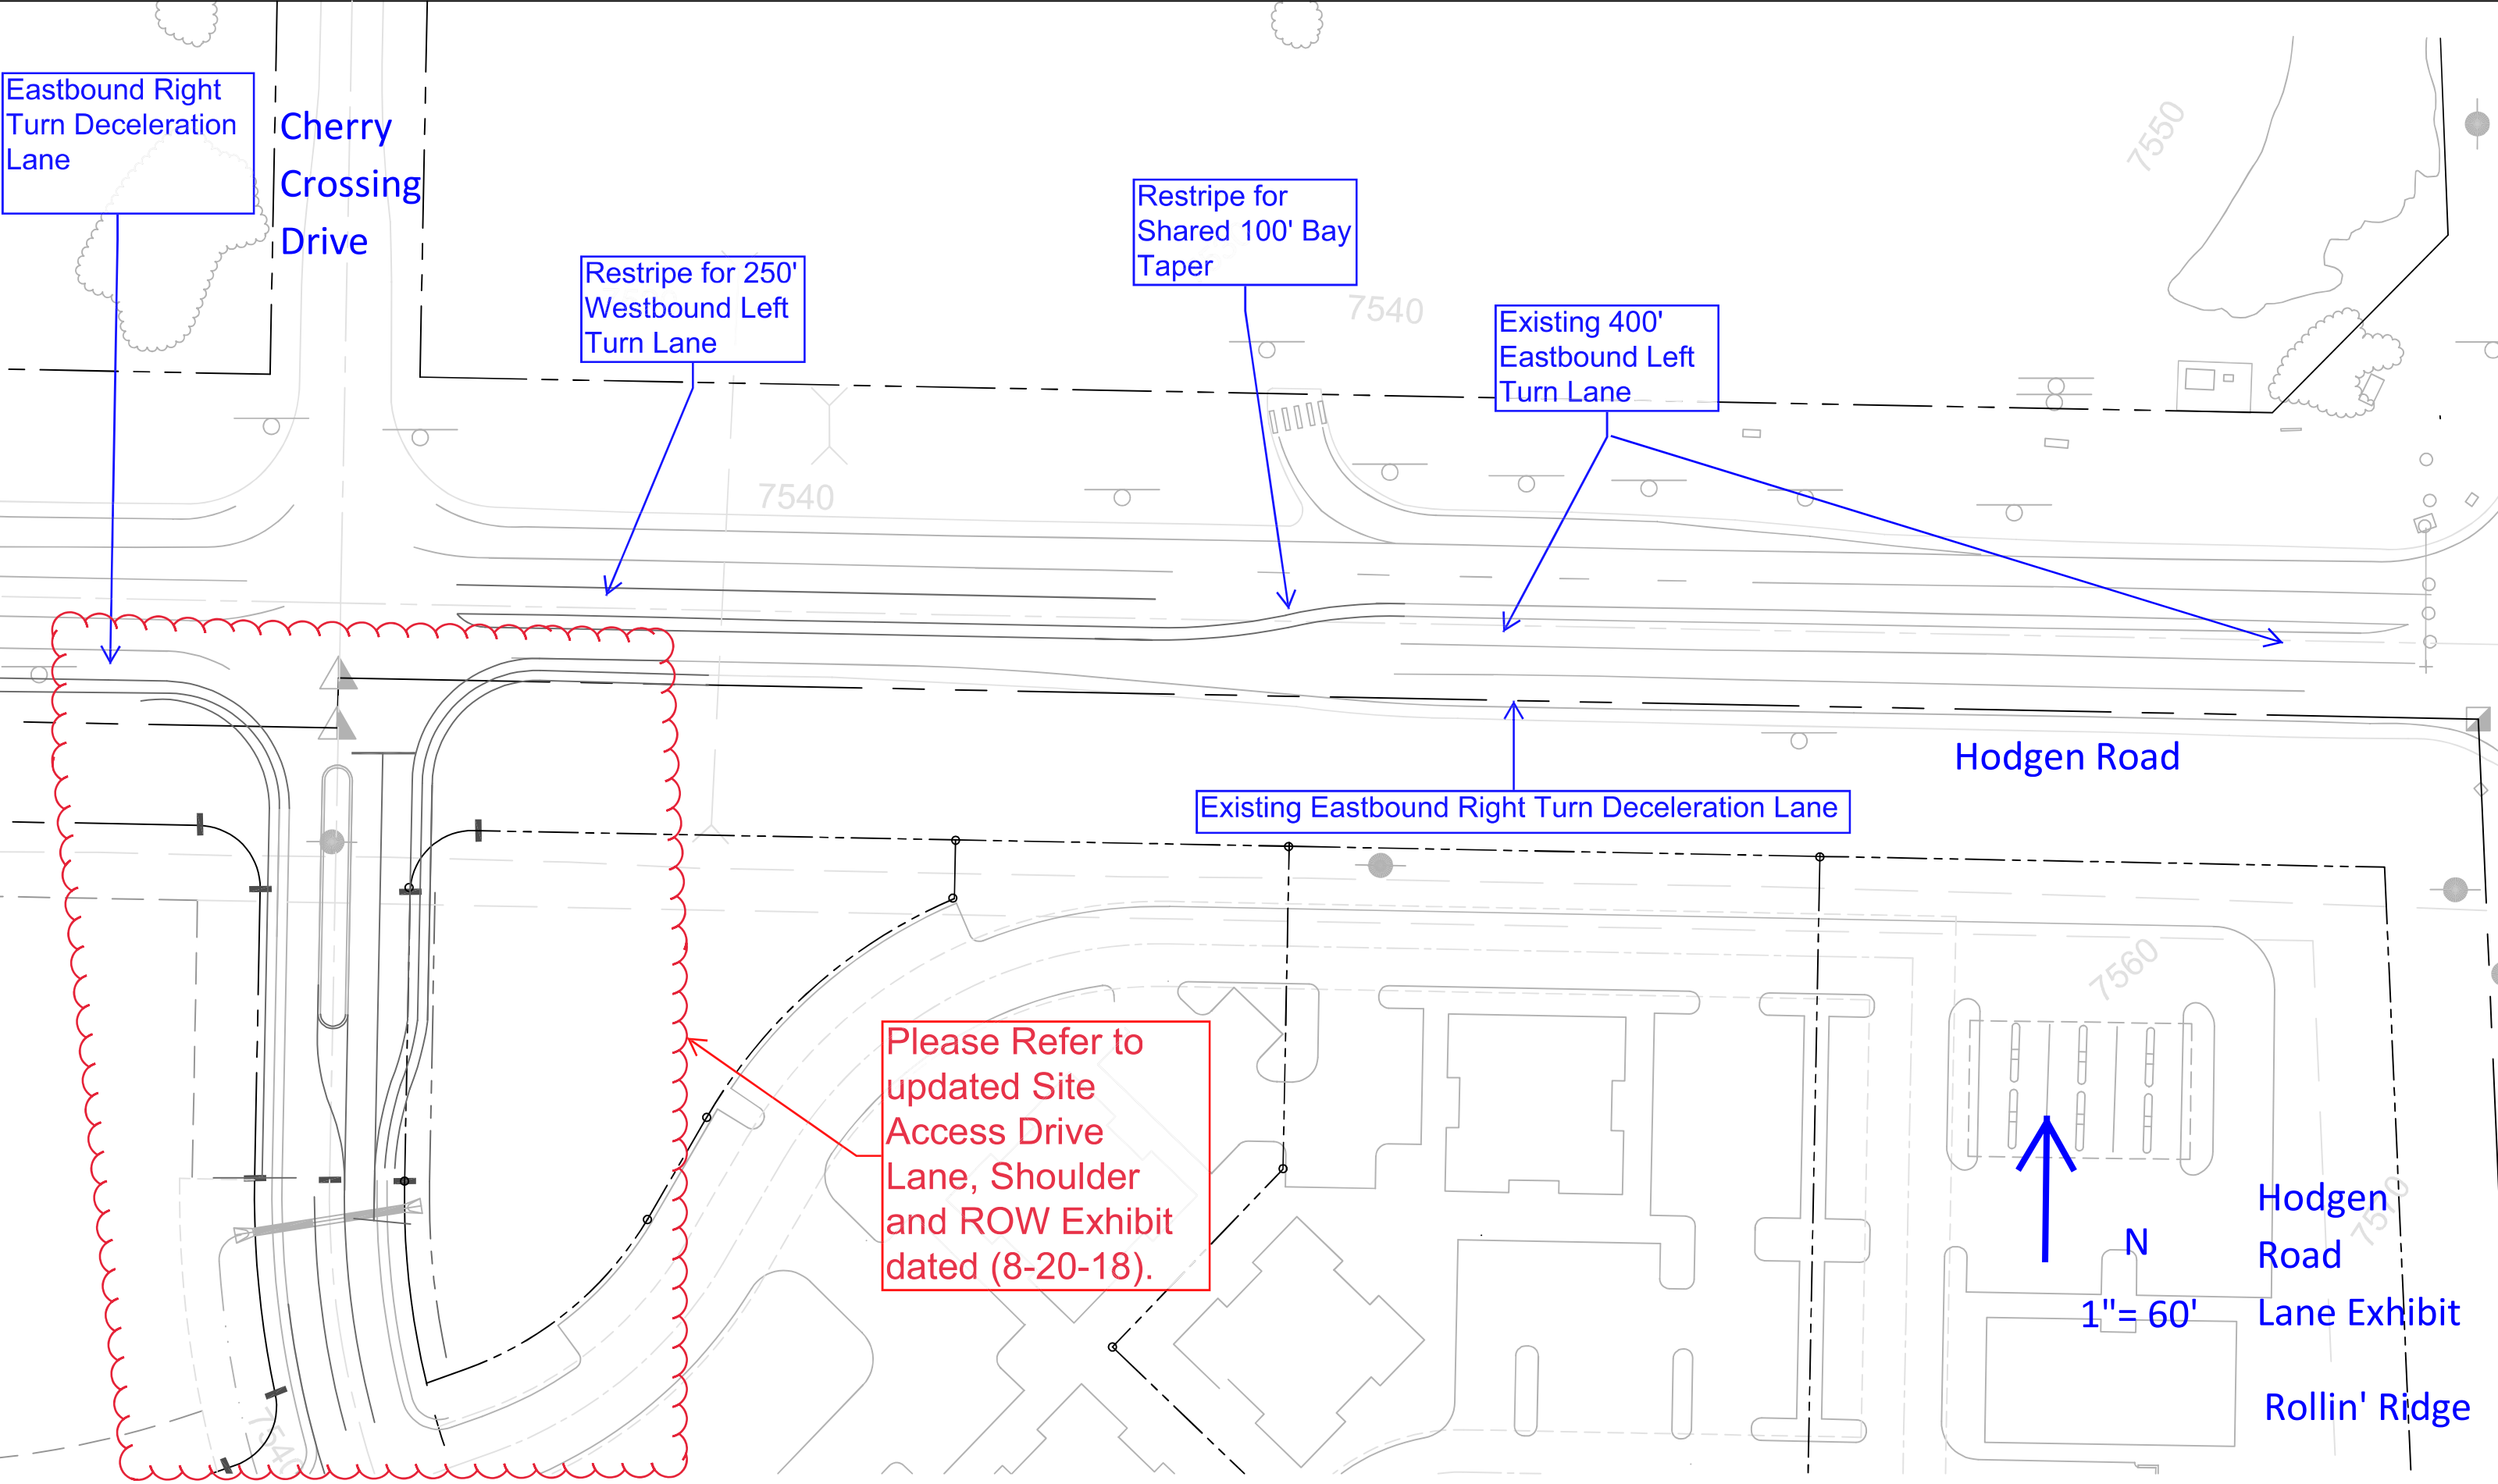 Eastbound Right
Turn Deceleration
Lane
Cherry
Crossing
Drive
7550
Restripe for
Shared 100' Bay
Taper
Restripe for 250'
Westbound Left
Turn Lane
7540
Existing 400'
Eastbound Left
Turn Lane
7540
Hodgen Road
Existing Eastbound Right Turn Deceleration Lane
7560
Please Refer to
updated Site
Access Drive
Lane, Shoulder
and ROW Exhibit
dated (8-20-18).
7570
N
1"= 60'
Hodgen
Road
Lane Exhibit
Rollin' Ridge
7540